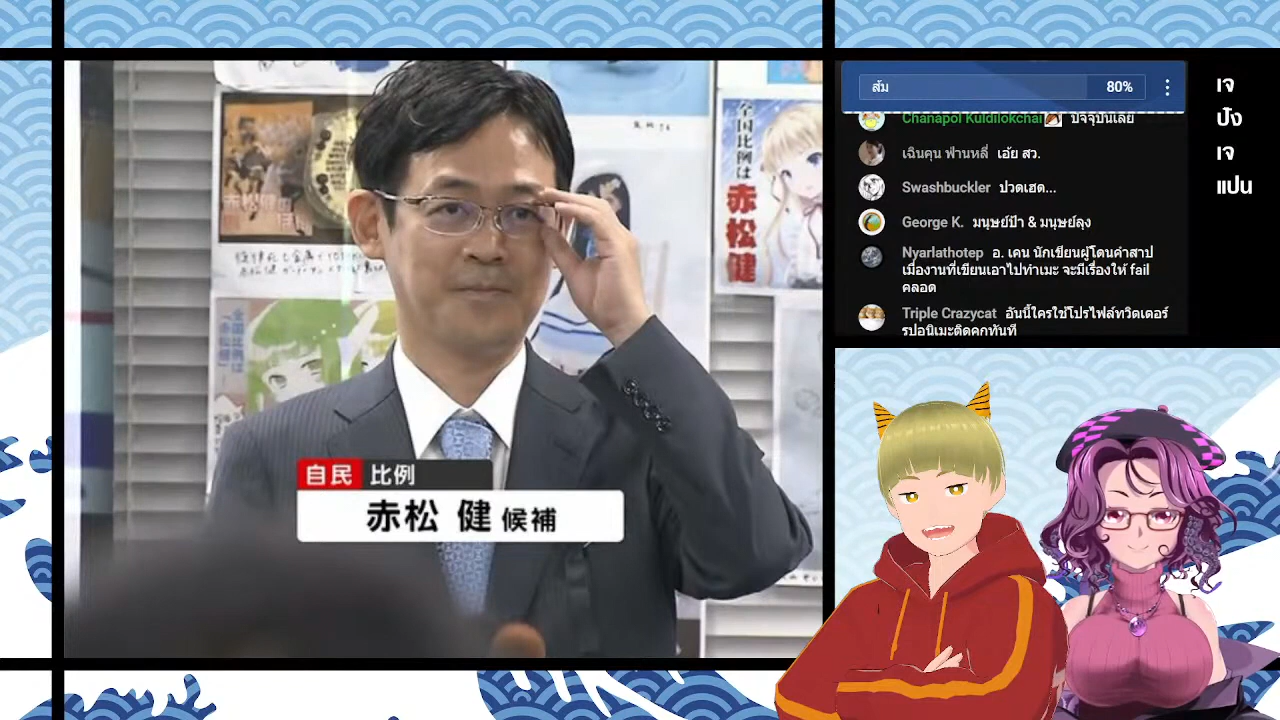 全国比例は
赤松健
自民 比例
赤松 健 候補
ส้ม
80%
Chanapol Kuldilokchai ปัจจุบันเลย
เฉินคุน ฟ่านหลี่ เอ้ย สว.
Swashbuckler ปวดเฮด...
George K. มนุษย์ป้า & มนุษย์ลุง
Nyarlathotep อ. เคน นักเขียนผู้โดนคำสาป
เมื่องานที่เขียนเอาไปทำเมะ จะมีเรื่องให้ fail
คลอด
Triple Crazycat อันนี้ใครใช้โปรไฟล์ทวิตเตอร์
รูปอนิเมะติดคุกทันที
เจ
ปัง
เจ
แปน